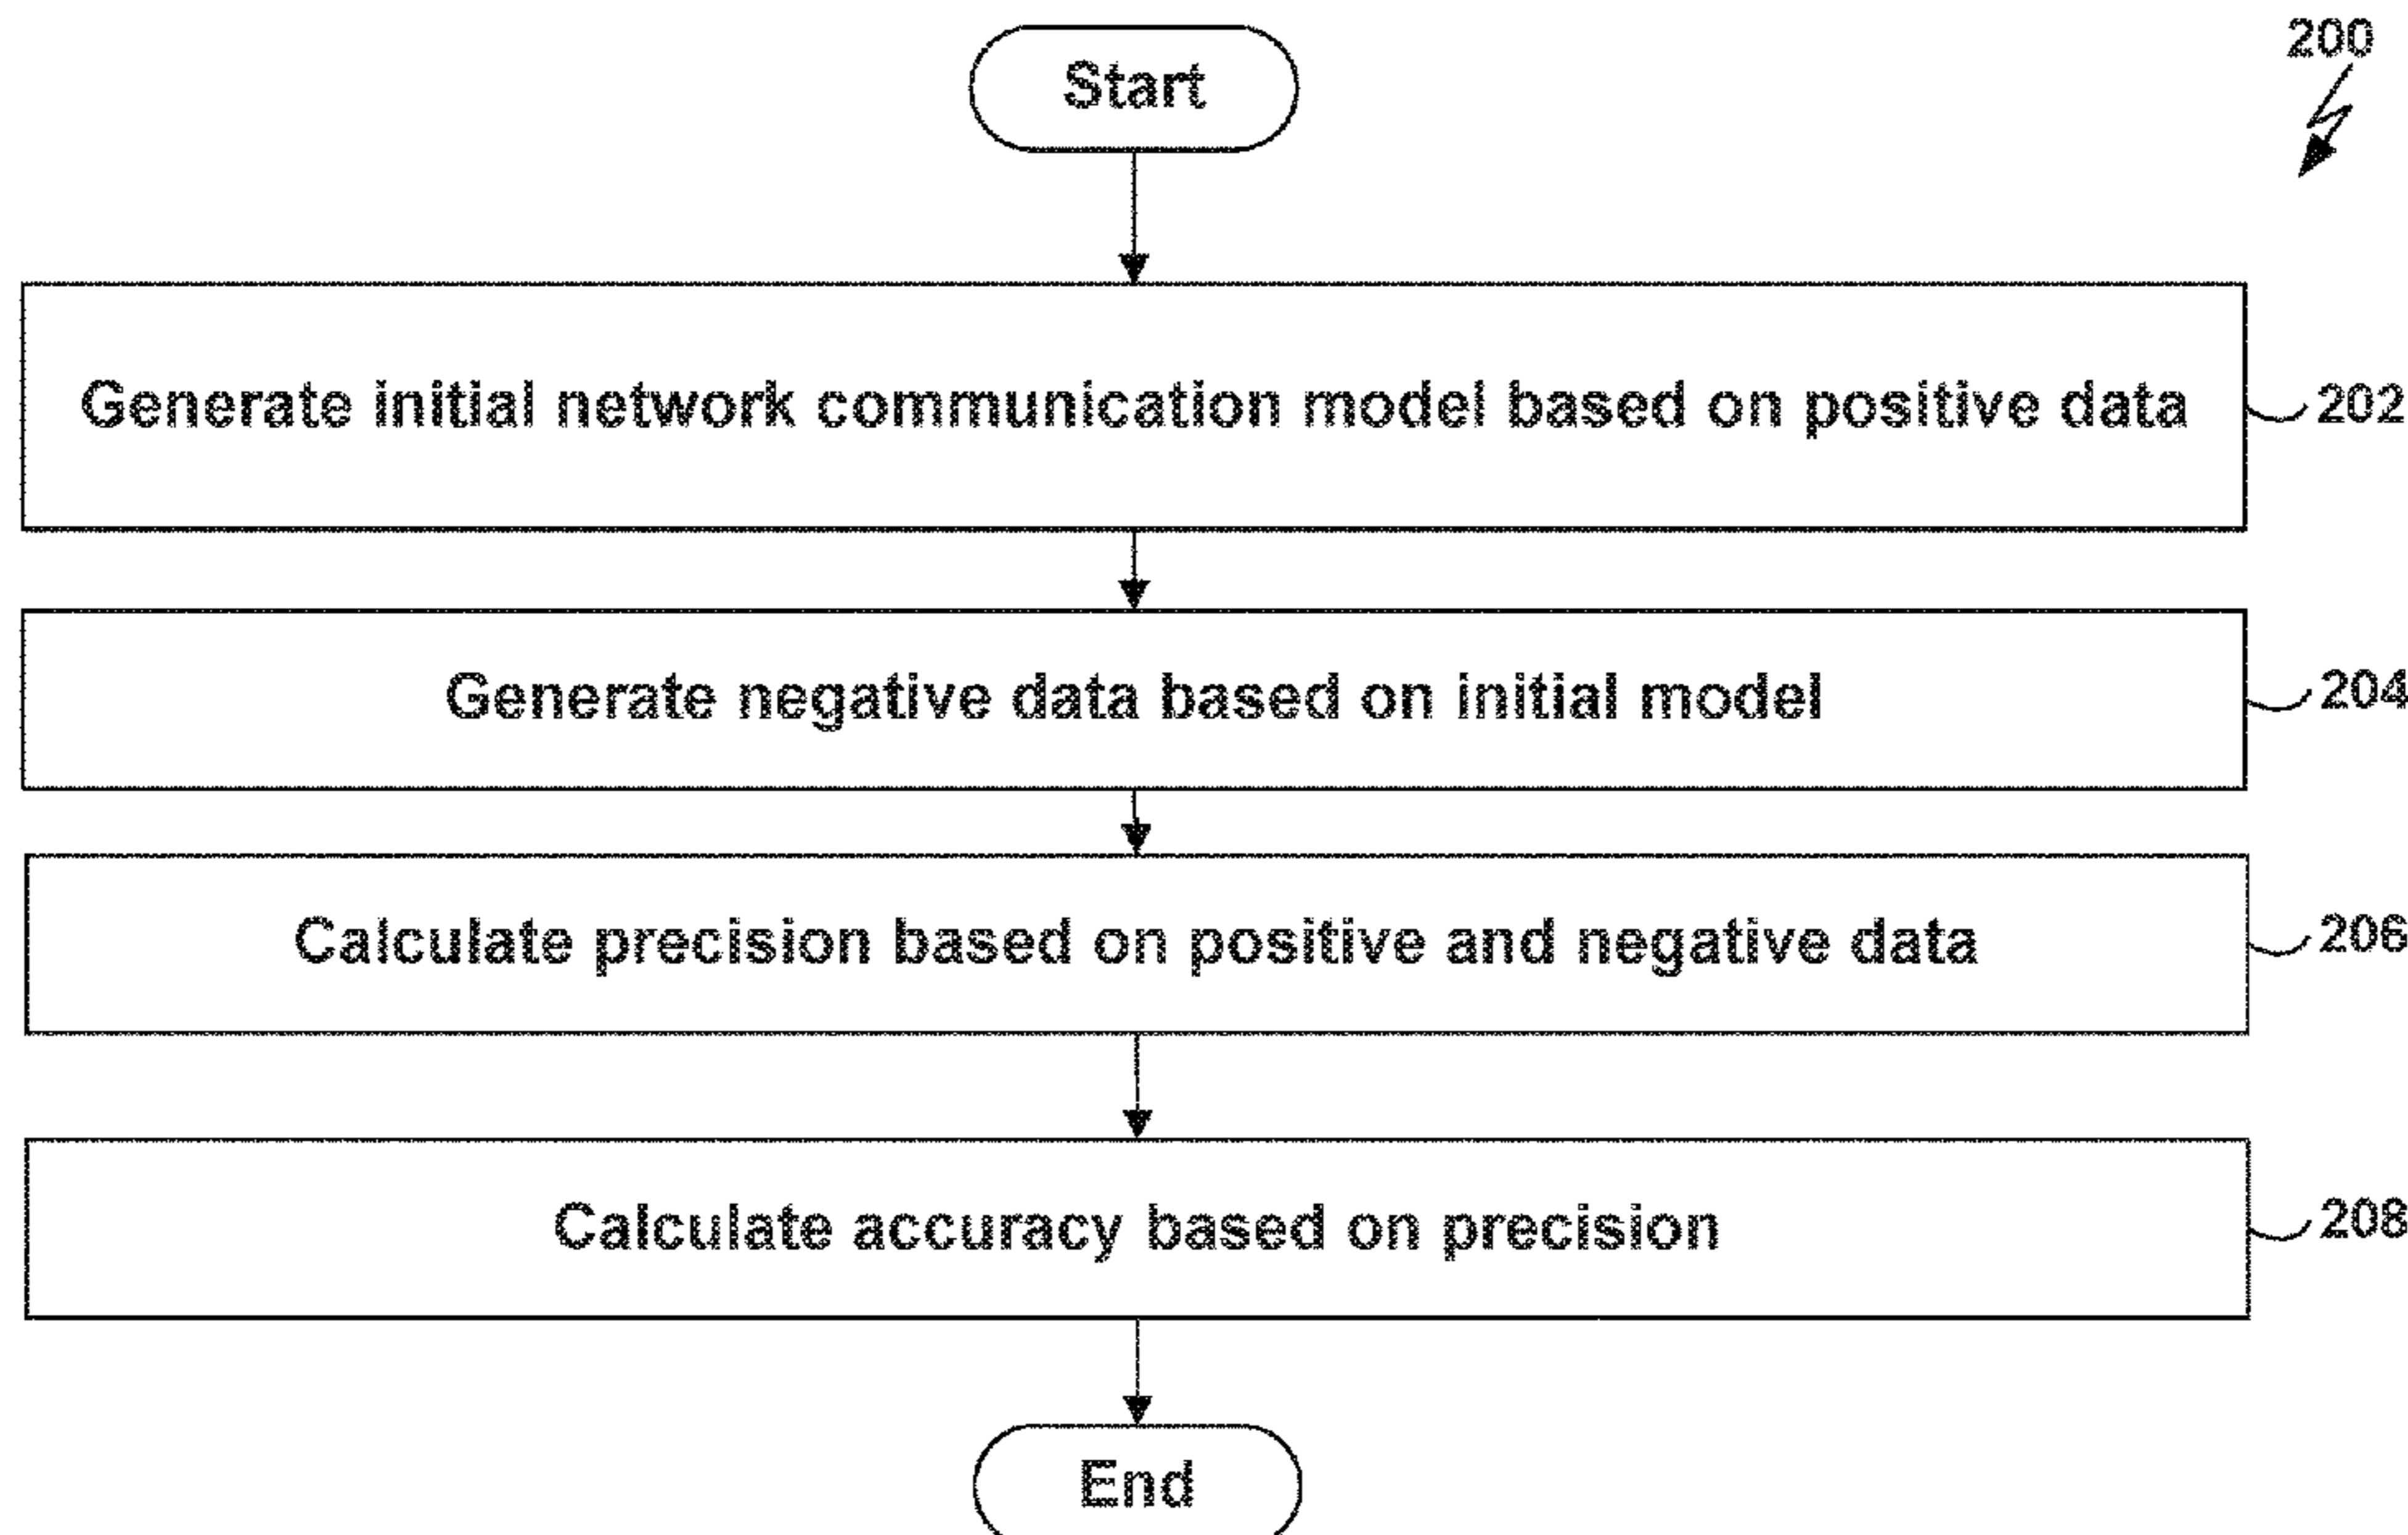 200
Start
Generate initial network communication model based on positive data
202
Generate negative data based on initial model
204
Calculate precision based on positive and negative data
206
Calculate accuracy based on precision
208
End